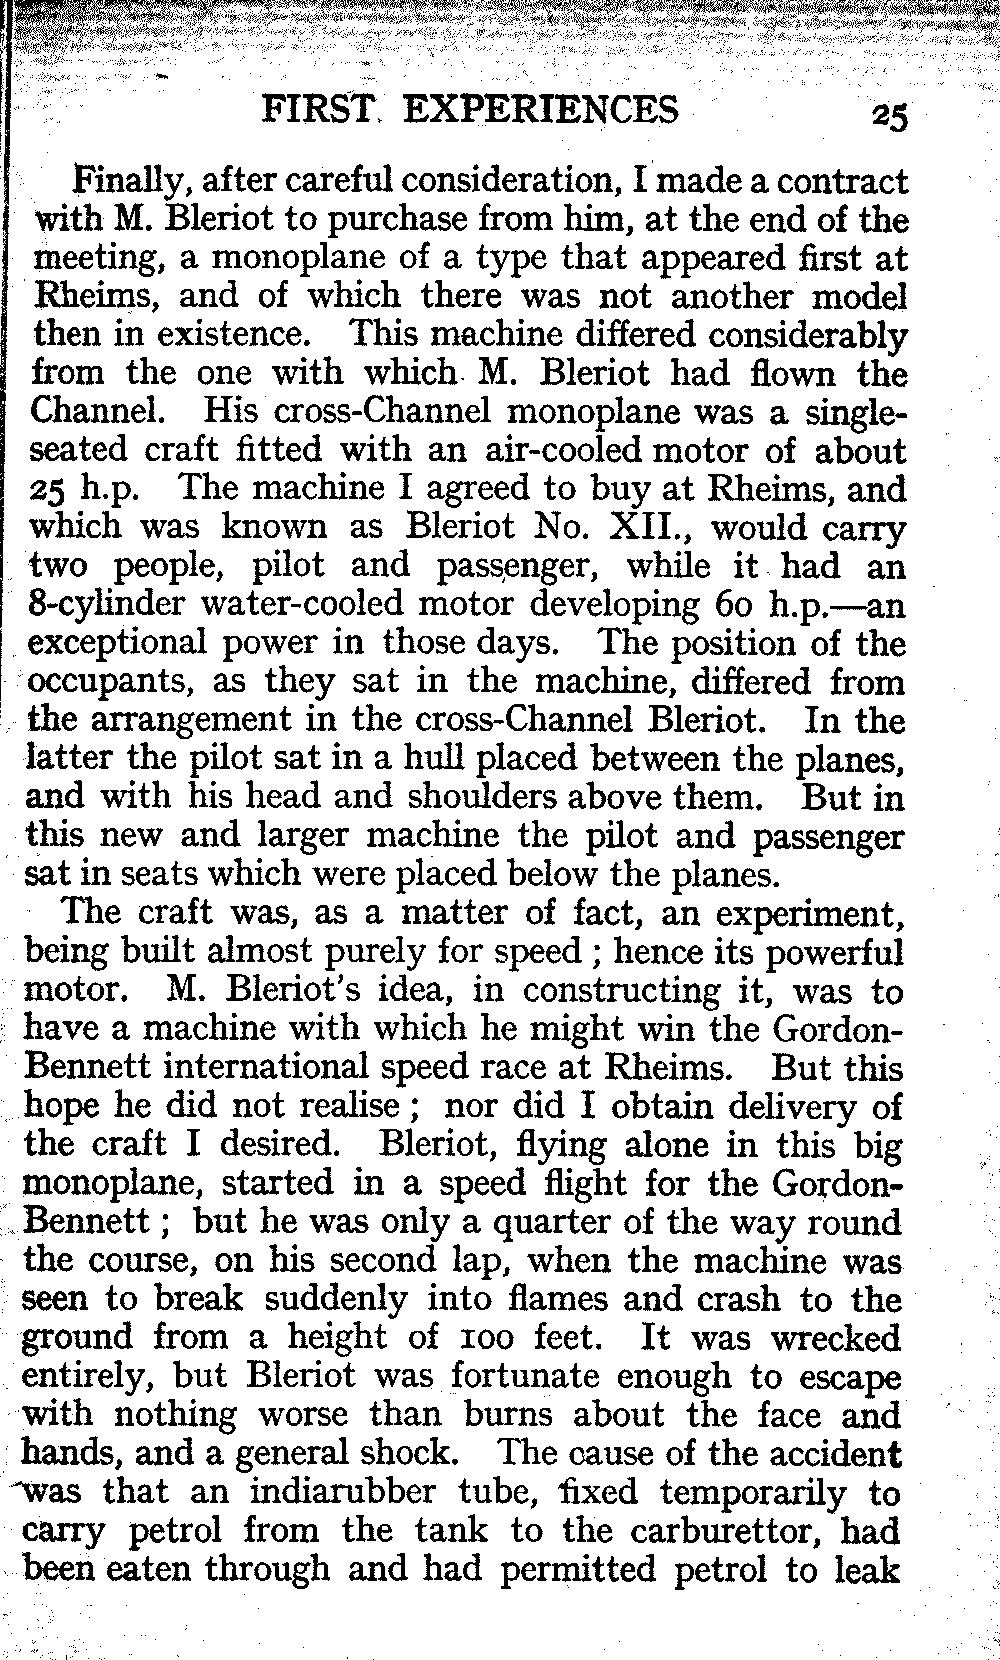 FIRST EXPERIENCES 25
Finally, after careful consideration, I made a contract
with M. Bleriot to purchase from him, at the end of the
meeting, a monoplane of a type that appeared first at
Rheims, and of which there was not another model
then in existence. This machine differed considerably
from the one with which M. Bleriot had flown the
Channel. His cross-Channel monoplane was a single-
seated craft fitted with an air-cooled motor of about
25 h.p. The machine I agreed to buy at Rheims, and
which was known as Bleriot No. XII., would carry
two people, pilot and passenger, while it had an
8-cylinder water-cooled motor developing 60 h.p.—an
exceptional power in those days. The position of the
occupants, as they sat in the machine, differed from
the arrangement in the cross-Channel Bleriot. In the
latter the pilot sat in a hull placed between the planes,
and with his head and shoulders above them. But in
this new and larger machine the pilot and passenger
sat in seats which were placed below the planes.
The craft was, as a matter of fact, an experiment,
being built almost purely for speed ; hence its powerful
motor. M. Bleriot's idea, in constructing it, was to
have a machine with which he might win the Gordon-
Bennett international speed race at Rheims. But this
hope he did not realise ; nor did I obtain delivery of
the craft I desired. Bleriot, flying alone in this big
monoplane, started in a speed flight for the Gordon-
Bennett ; but he was only a quarter of the way round
the course, on his second lap, when the machine was
seen to break suddenly into flames and crash to the
ground from a height of 100 feet. It was wrecked
entirely, but Bleriot was fortunate enough to escape
with nothing worse than burns about the face and
hands, and a general shock. The cause of the accident
was that an indiarubber tube, fixed temporarily to
carry petrol from the tank to the carburettor, had
been eaten through and had permitted petrol to leak